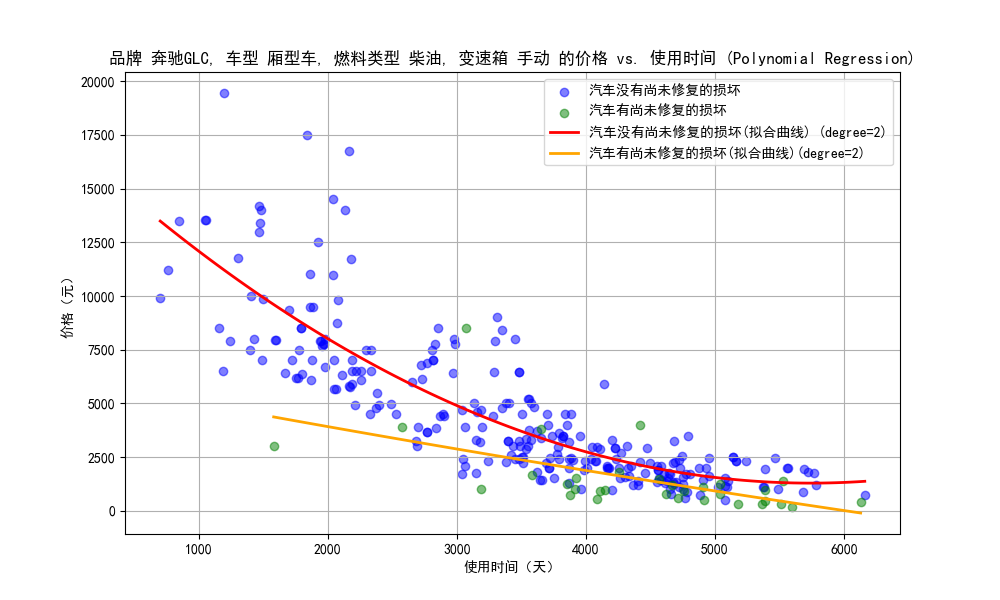 品牌 奔驰GLC, 车型 厢型车, 燃料类型 柴油, 变速箱 手动 的价格 vs. 使用时间 (Polynomial Regression)
汽车没有尚未修复的损坏
汽车有尚未修复的损坏
汽车没有尚未修复的损坏(拟合曲线) (degree=2)
汽车有尚未修复的损坏(拟合曲线)(degree=2)
价格（元）
20000
17500
15000
12500
10000
7500
5000
2500
0
1000 2000 3000 4000 5000 6000
使用时间（天）